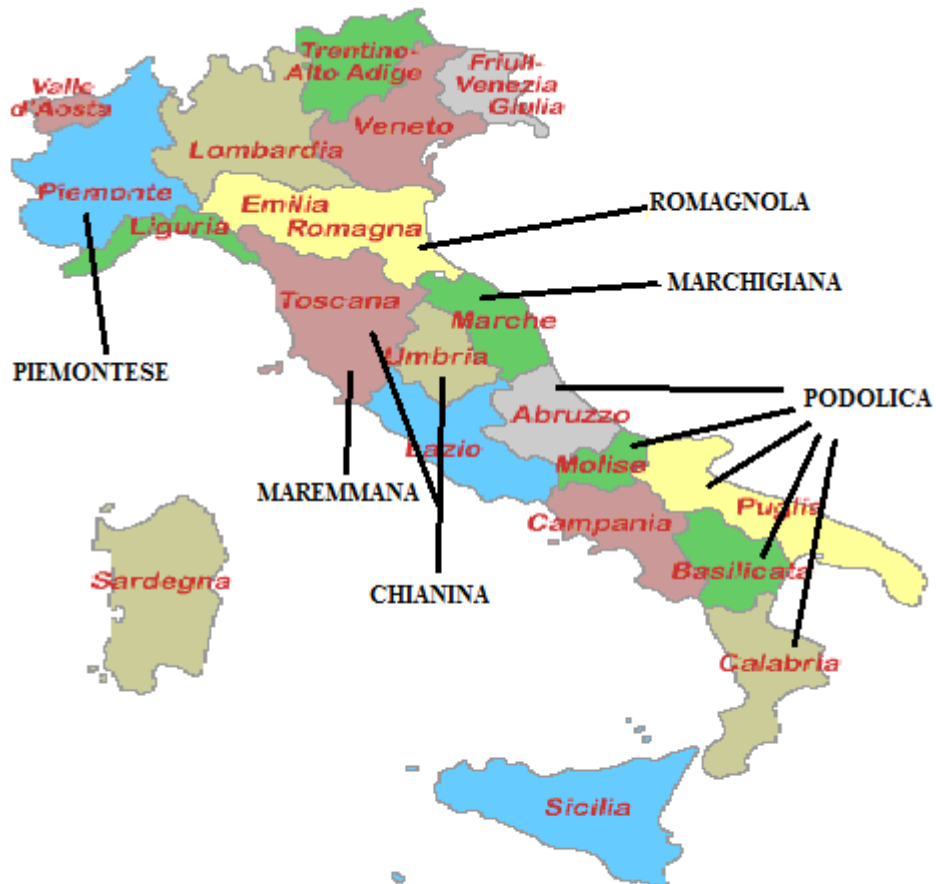 Trentino-
Alto Adige
Friuli-
Venezia
Giulia
Valle
d'Aosta
Veneto
Lombardia
Piemonte
Emilia
Romagna
ROMAGNOLA
Liguria
MARCHIGIANA
Toscana
Marche
Umbria
PIEMONTESE
PODOLICA
Abruzzo
Lazio
Molise
MAREMMANA
Puglia
Campania
Basilicata
Sardegna
CHIANINA
Calabria
Sicilia